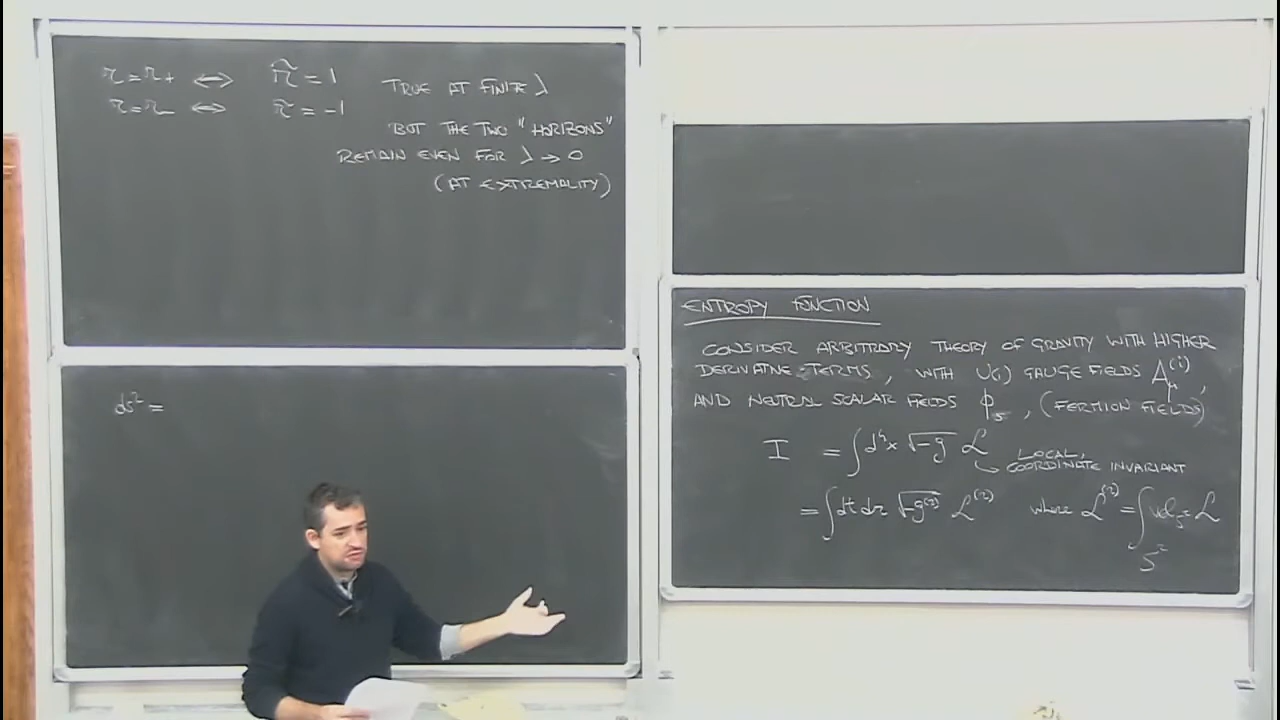 r = r₊ ⟺ r̃ = 1 TRUE AT FINITE λ
r = r₋ ⟺ r̃ = -1
BUT THE TWO "HORIZONS"
REMAIN EVEN FOR λ → 0
(AT EXTREMALITY)
ds² =
ENTROPY FUNCTION
CONSIDER ARBITRARY THEORY OF GRAVITY WITH HIGHER
DERIVATIVE TERMS, WITH U(1) GAUGE FIELDS A_μ^(i),
AND NEUTRAL SCALAR FIELDS ϕ_s, (FERMION FIELDS)
I = ∫d⁴x √-g ℒ LOCAL,
COORDINATE INVARIANT
= ∫dt dr √-g⁽²⁾ ℒ⁽²⁾ where ℒ⁽²⁾ = ∫_S² vol_S² ℒ